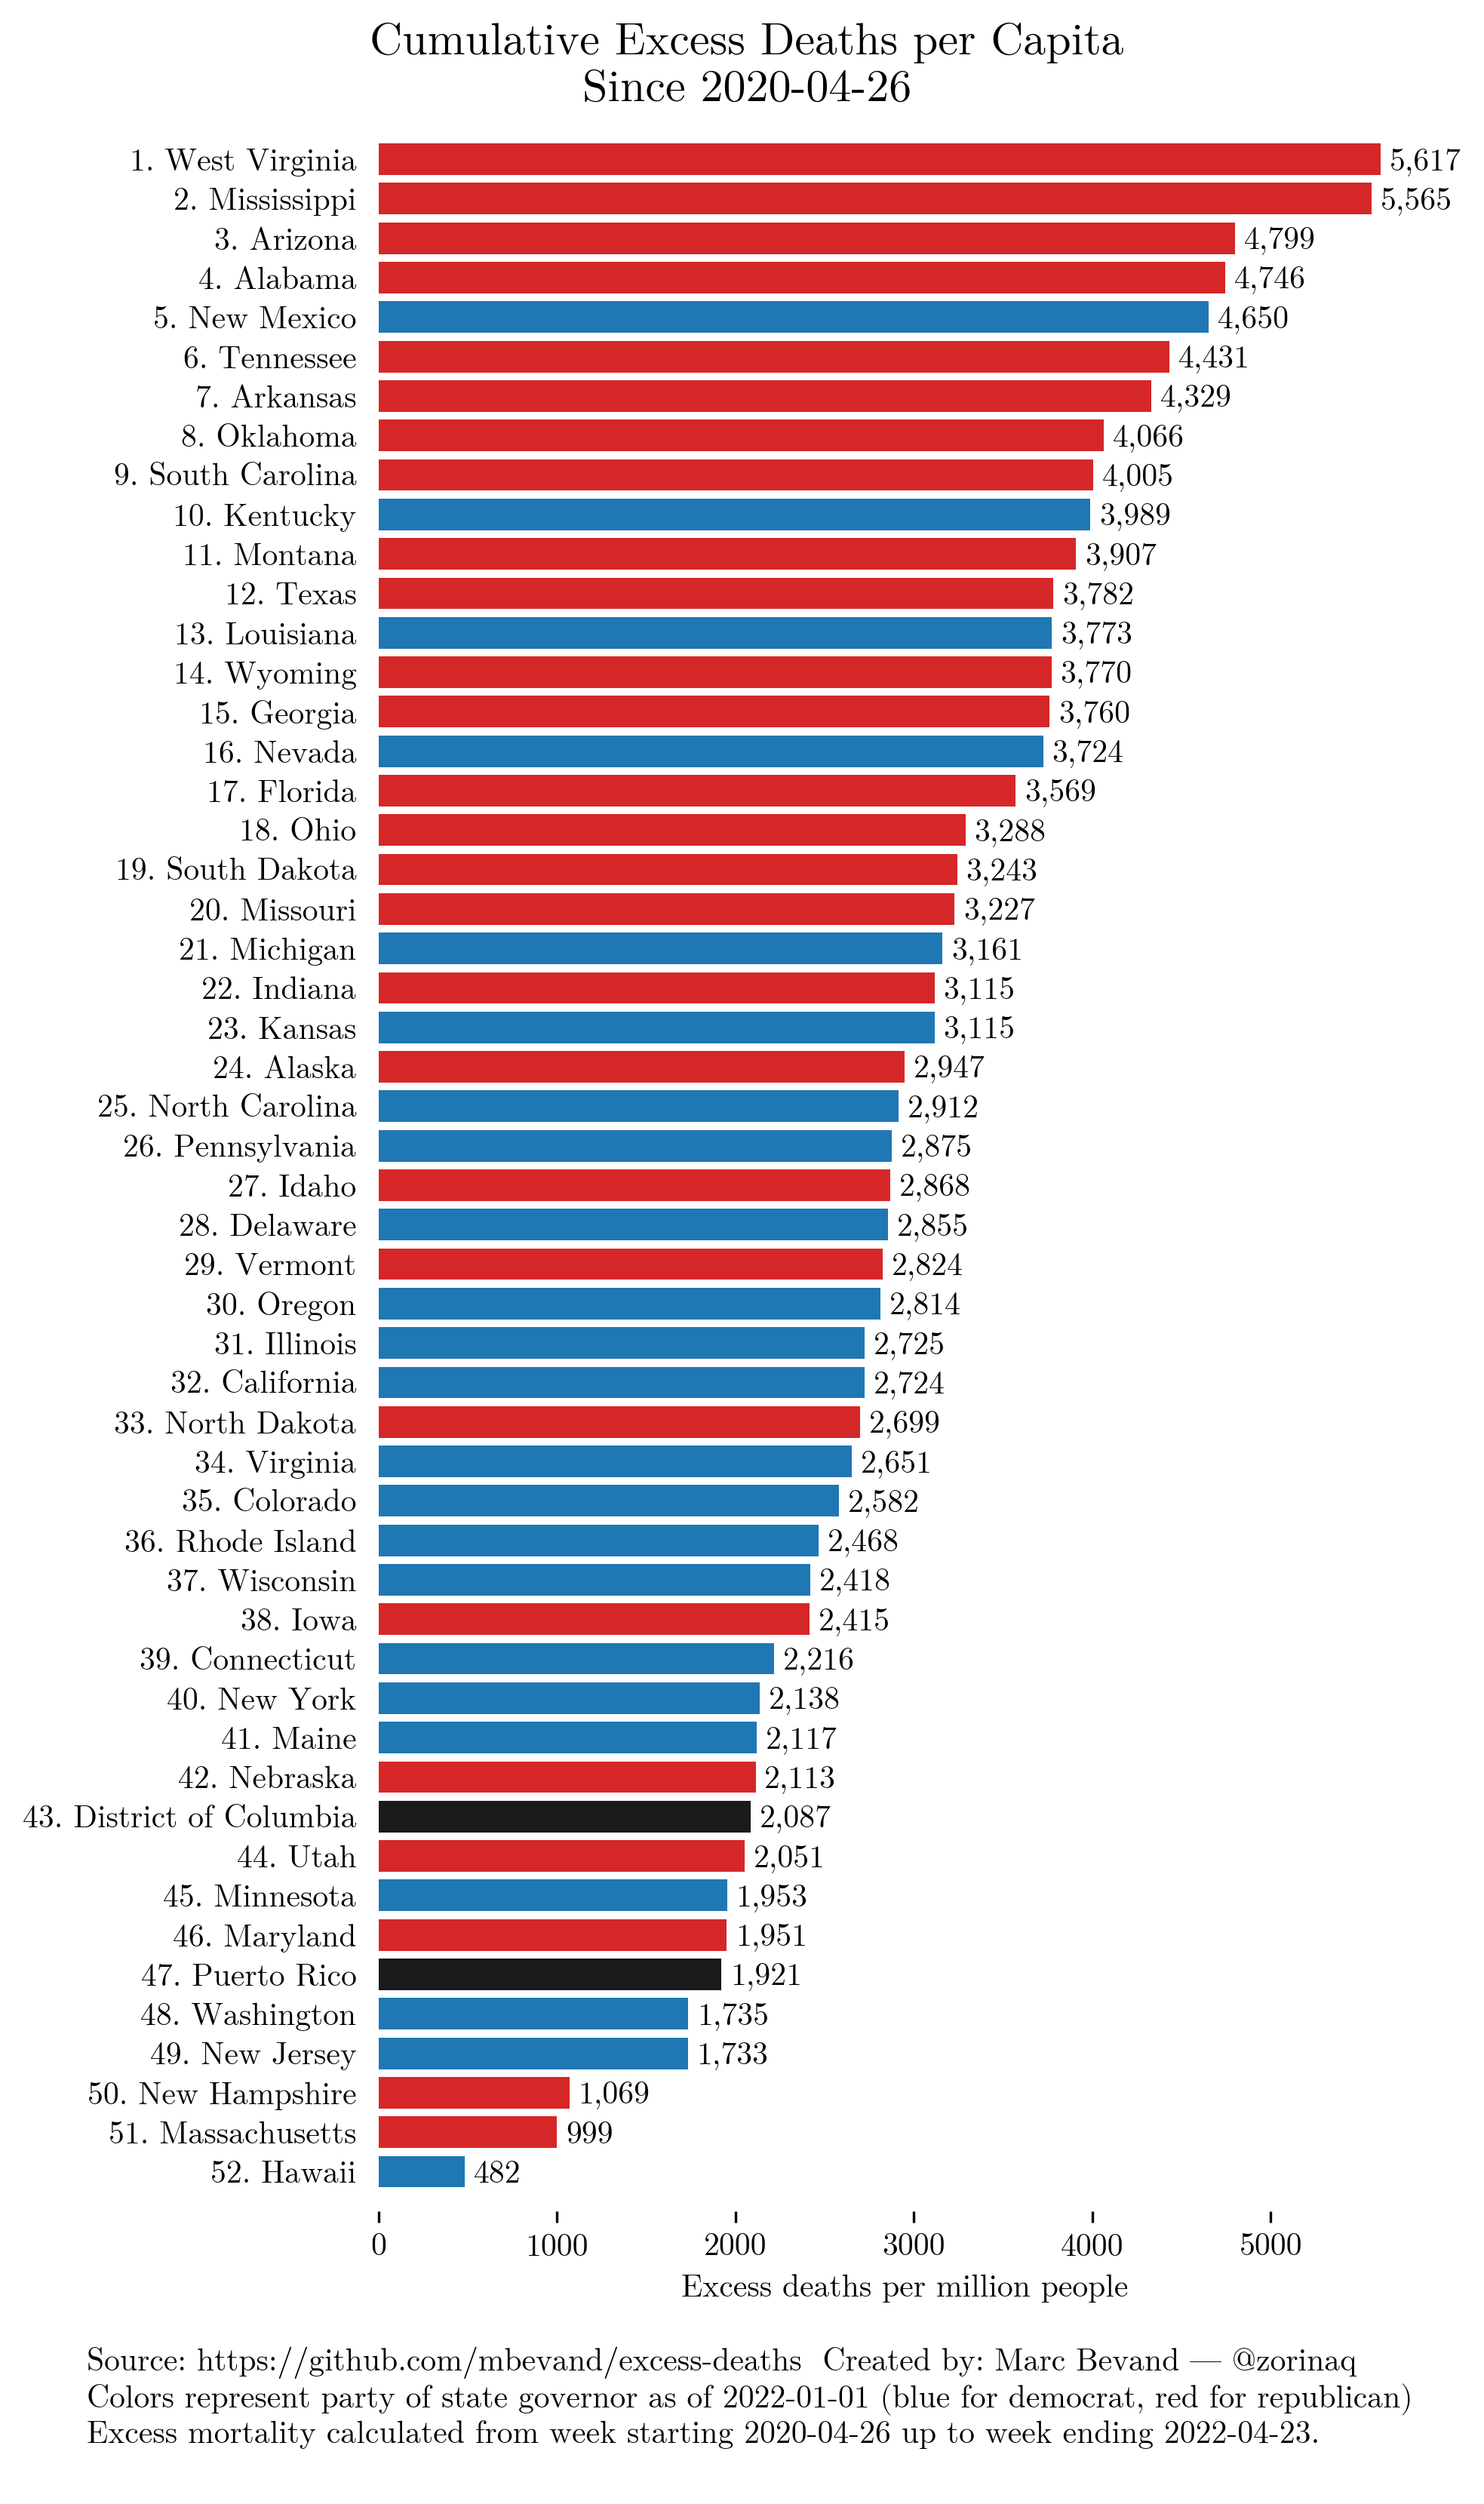 Cumulative Excess Deaths per Capita
Since 2020-04-26
1. West Virginia 5,617
2. Mississippi 5,565
3. Arizona 4,799
4. Alabama 4,746
5. New Mexico 4,650
6. Tennessee 4,431
7. Arkansas 4,329
8. Oklahoma 4,066
9. South Carolina 4,005
10. Kentucky 3,989
11. Montana 3,907
12. Texas 3,782
13. Louisiana 3,773
14. Wyoming 3,770
15. Georgia 3,760
16. Nevada 3,724
17. Florida 3,569
18. Ohio 3,288
19. South Dakota 3,243
20. Missouri 3,227
21. Michigan 3,161
22. Indiana 3,115
23. Kansas 3,115
24. Alaska 2,947
25. North Carolina 2,912
26. Pennsylvania 2,875
27. Idaho 2,868
28. Delaware 2,855
29. Vermont 2,824
30. Oregon 2,814
31. Illinois 2,725
32. California 2,724
33. North Dakota 2,699
34. Virginia 2,651
35. Colorado 2,582
36. Rhode Island 2,468
37. Wisconsin 2,418
38. Iowa 2,415
39. Connecticut 2,216
40. New York 2,138
41. Maine 2,117
42. Nebraska 2,113
43. District of Columbia 2,087
44. Utah 2,051
45. Minnesota 1,953
46. Maryland 1,951
47. Puerto Rico 1,921
48. Washington 1,735
49. New Jersey 1,733
50. New Hampshire 1,069
51. Massachusetts 999
52. Hawaii 482
0 1000 2000 3000 4000 5000
Excess deaths per million people
Source: https://github.com/mbevand/excess-deaths Created by: Marc Bevand — @zorinaq
Colors represent party of state governor as of 2022-01-01 (blue for democrat, red for republican)
Excess mortality calculated from week starting 2020-04-26 up to week ending 2022-04-23.